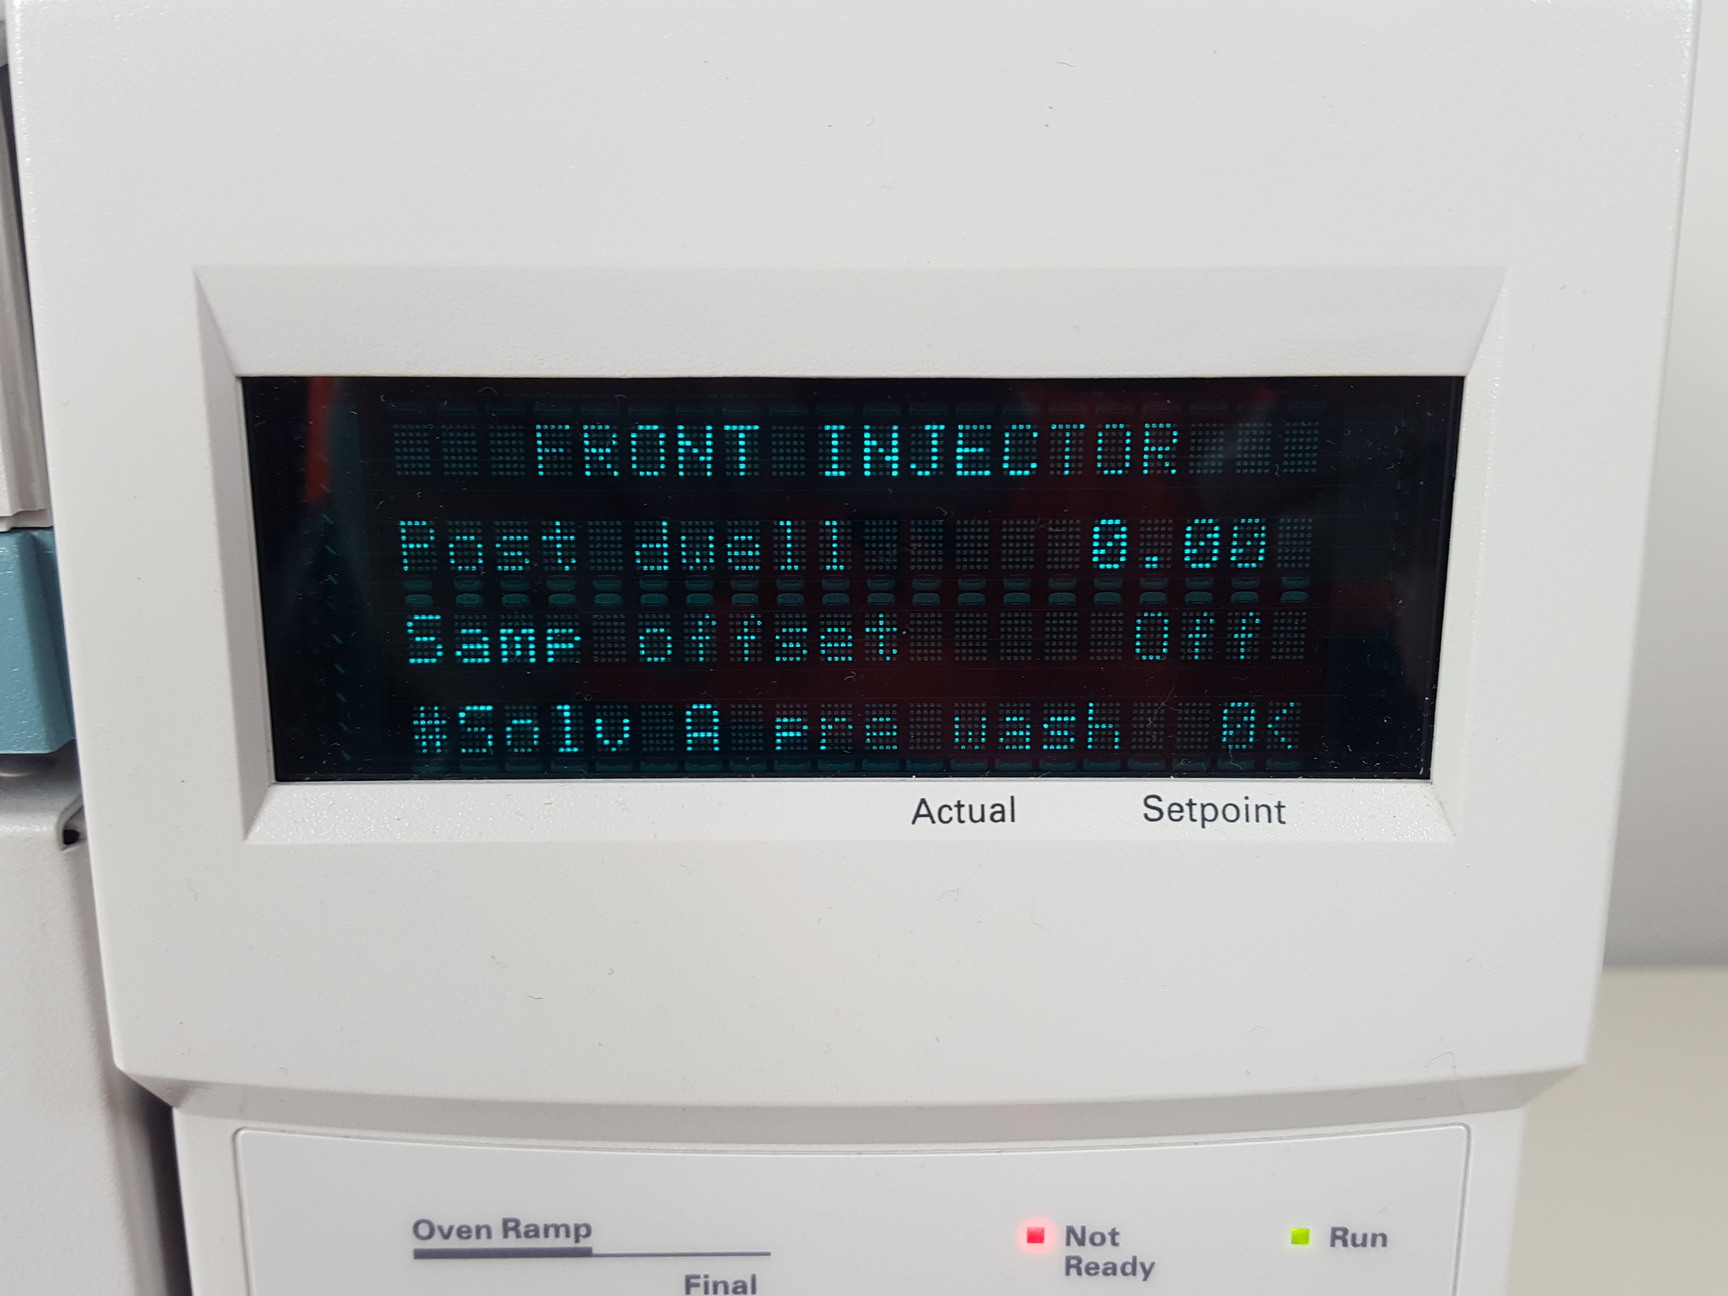 FRONT INJECTOR
Post dwell 0.00
Samp offset Off
#Solv A pre wash 0<
Actual Setpoint
Oven Ramp
Final
Not Ready
Run